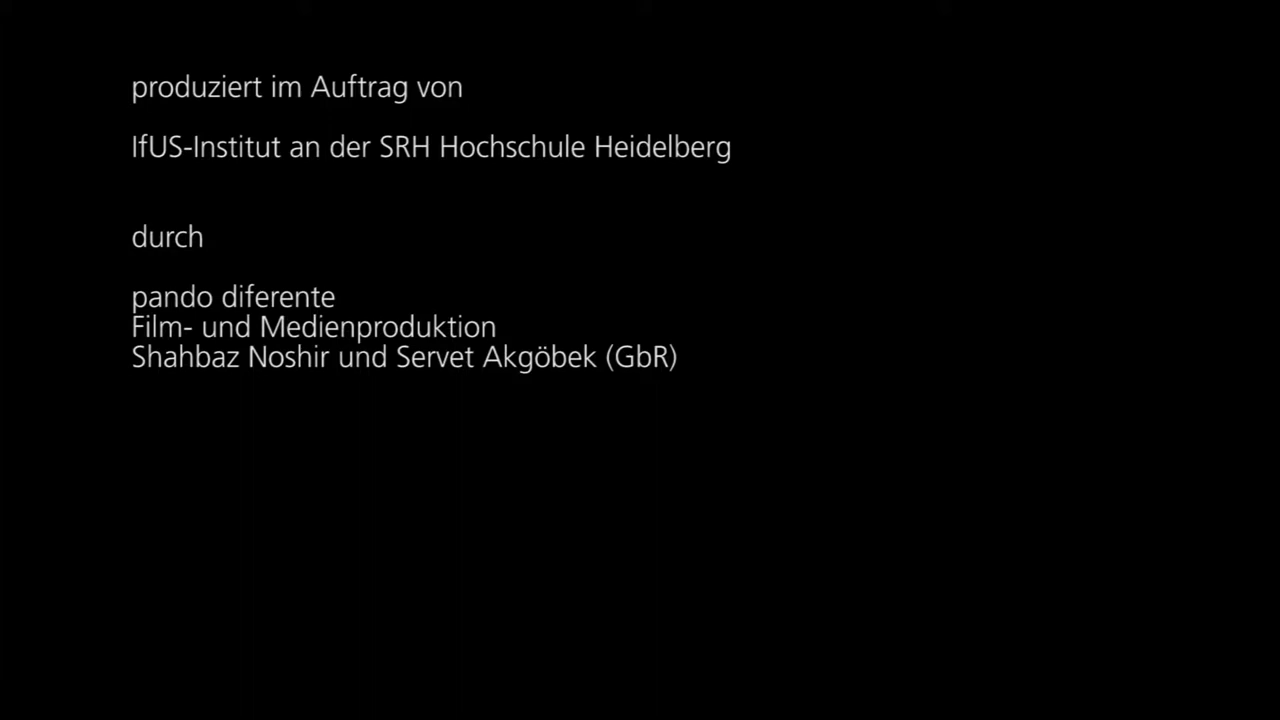 produziert im Auftrag von
IfUS-Institut an der SRH Hochschule Heidelberg
durch
pando diferente
Film- und Medienproduktion
Shahbaz Noshir und Servet Akgöbek (GbR)